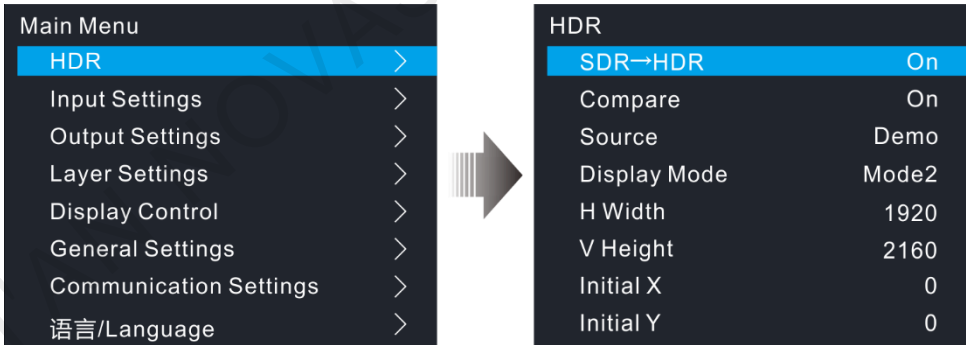 Main Menu
HDR >
Input Settings >
Output Settings >
Layer Settings >
Display Control >
General Settings >
Communication Settings >
语言/Language >
HDR
SDR→HDR On
Compare On
Source Demo
Display Mode Mode2
H Width 1920
V Height 2160
Initial X 0
Initial Y 0